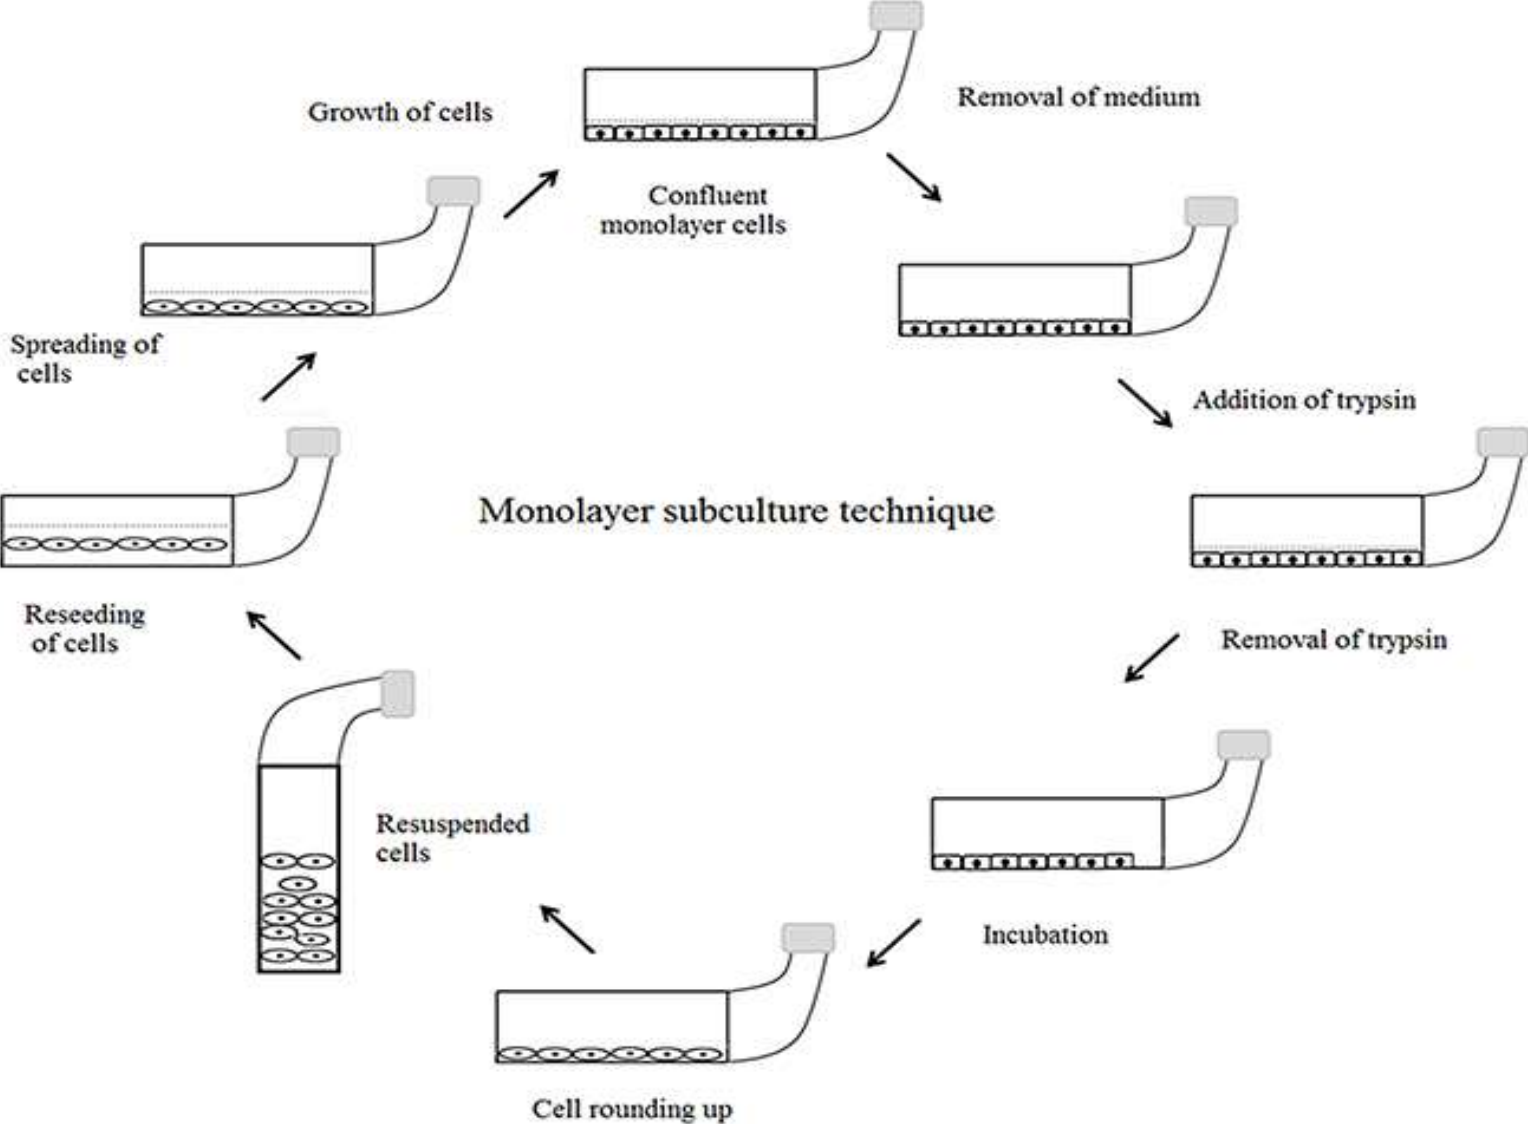 Growth of cells
Removal of medium
Confluent
monolayer cells
Spreading of
cells
Addition of trypsin
Monolayer subculture technique
Reseeding
of cells
Removal of trypsin
Resuspended
cells
Incubation
Cell rounding up